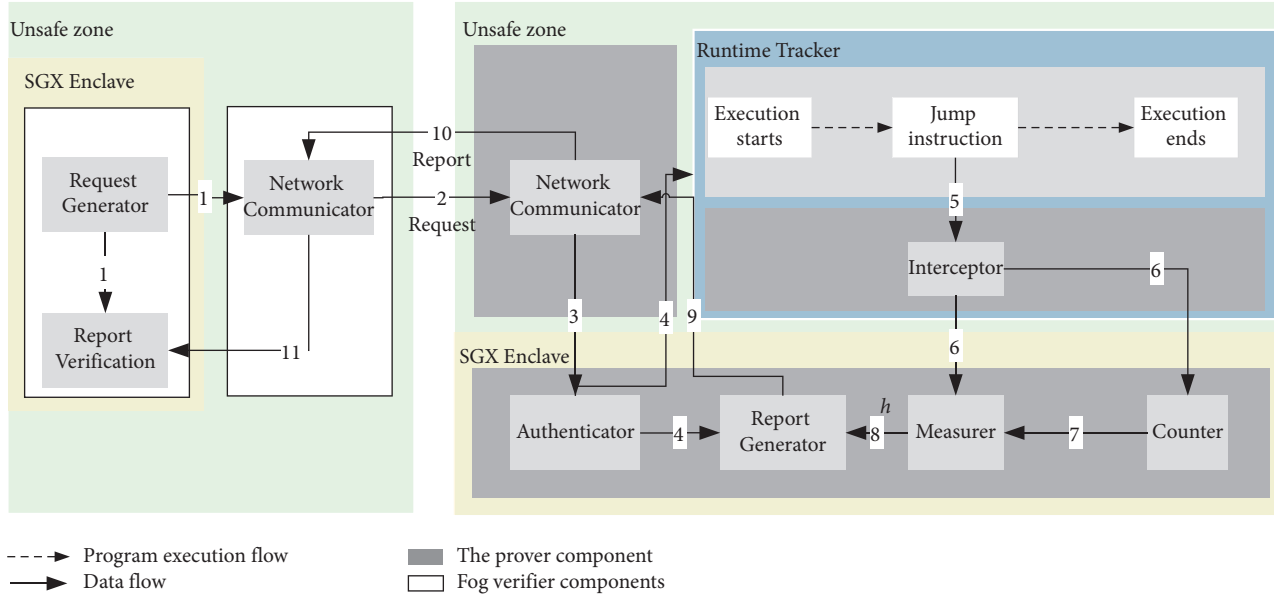 Unsafe zone
SGX Enclave
Request
Generator
1
1
Report
Verification
Network
Communicator
11
10
Report
2
Request
Unsafe zone
Network
Communicator
3
4
9
Runtime Tracker
Execution
starts
Jump
instruction
Execution
ends
5
Interceptor
6
6
SGX Enclave
Authenticator
4
Report
Generator
h
8
Measurer
7
Counter
Program execution flow
Data flow
The prover component
Fog verifier components